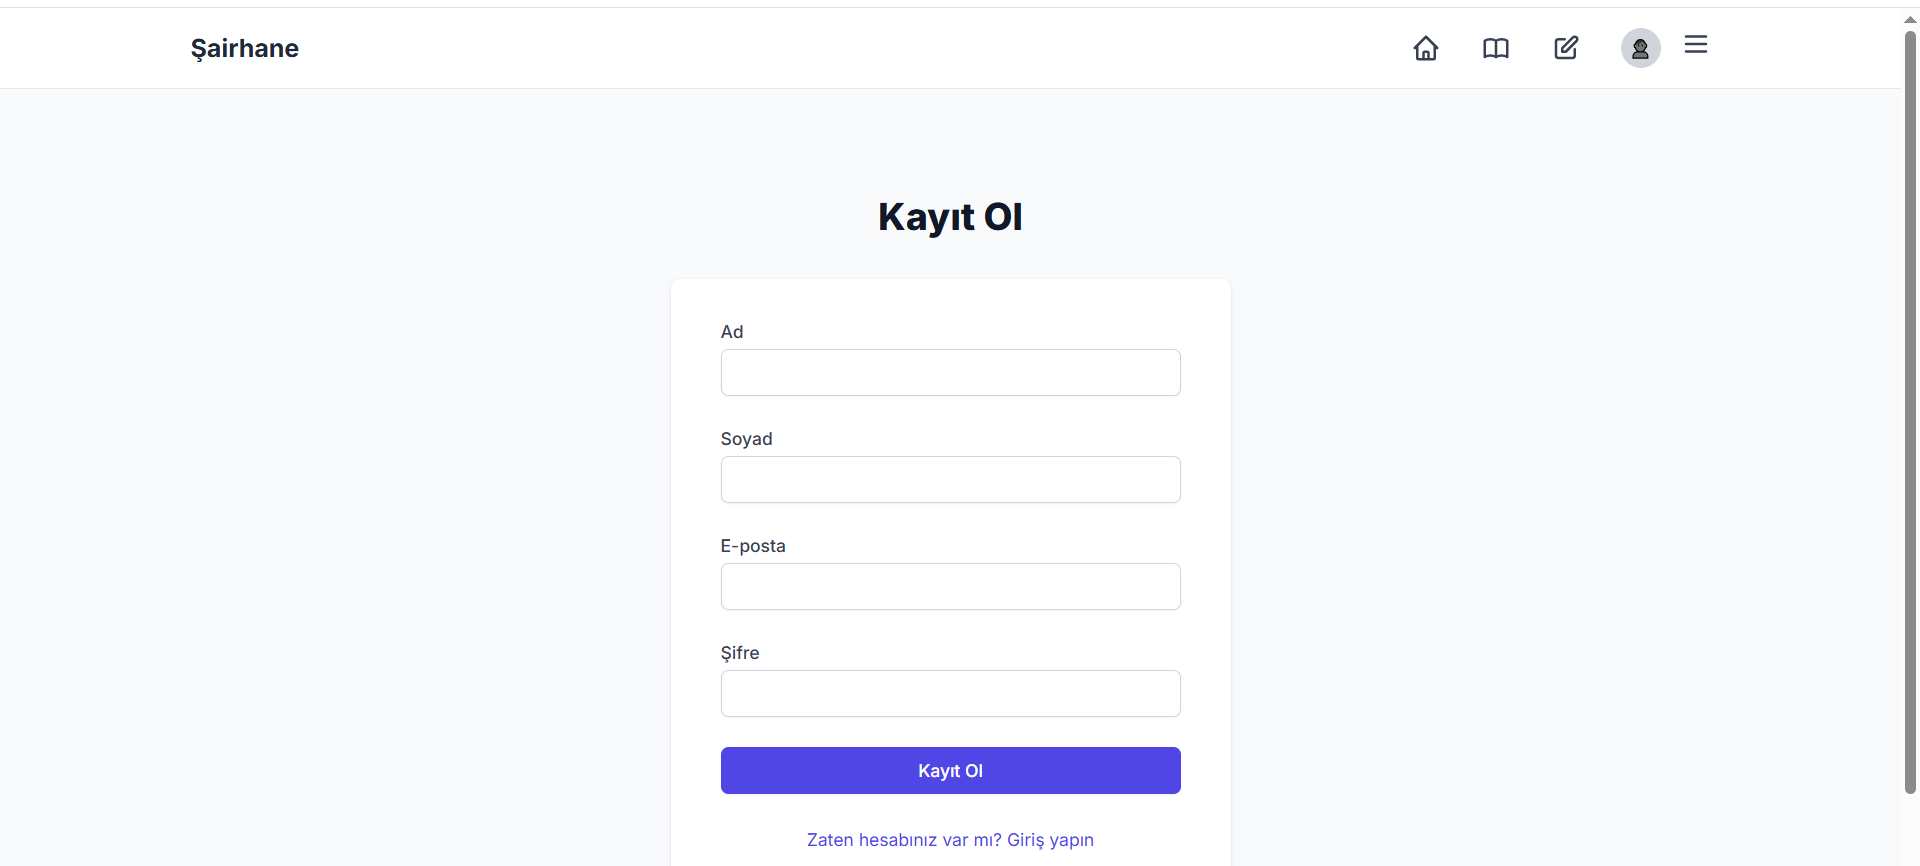 Şairhane
Kayıt Ol
Ad
Soyad
E-posta
Şifre
Kayıt Ol
Zaten hesabınız var mı? Giriş yapın